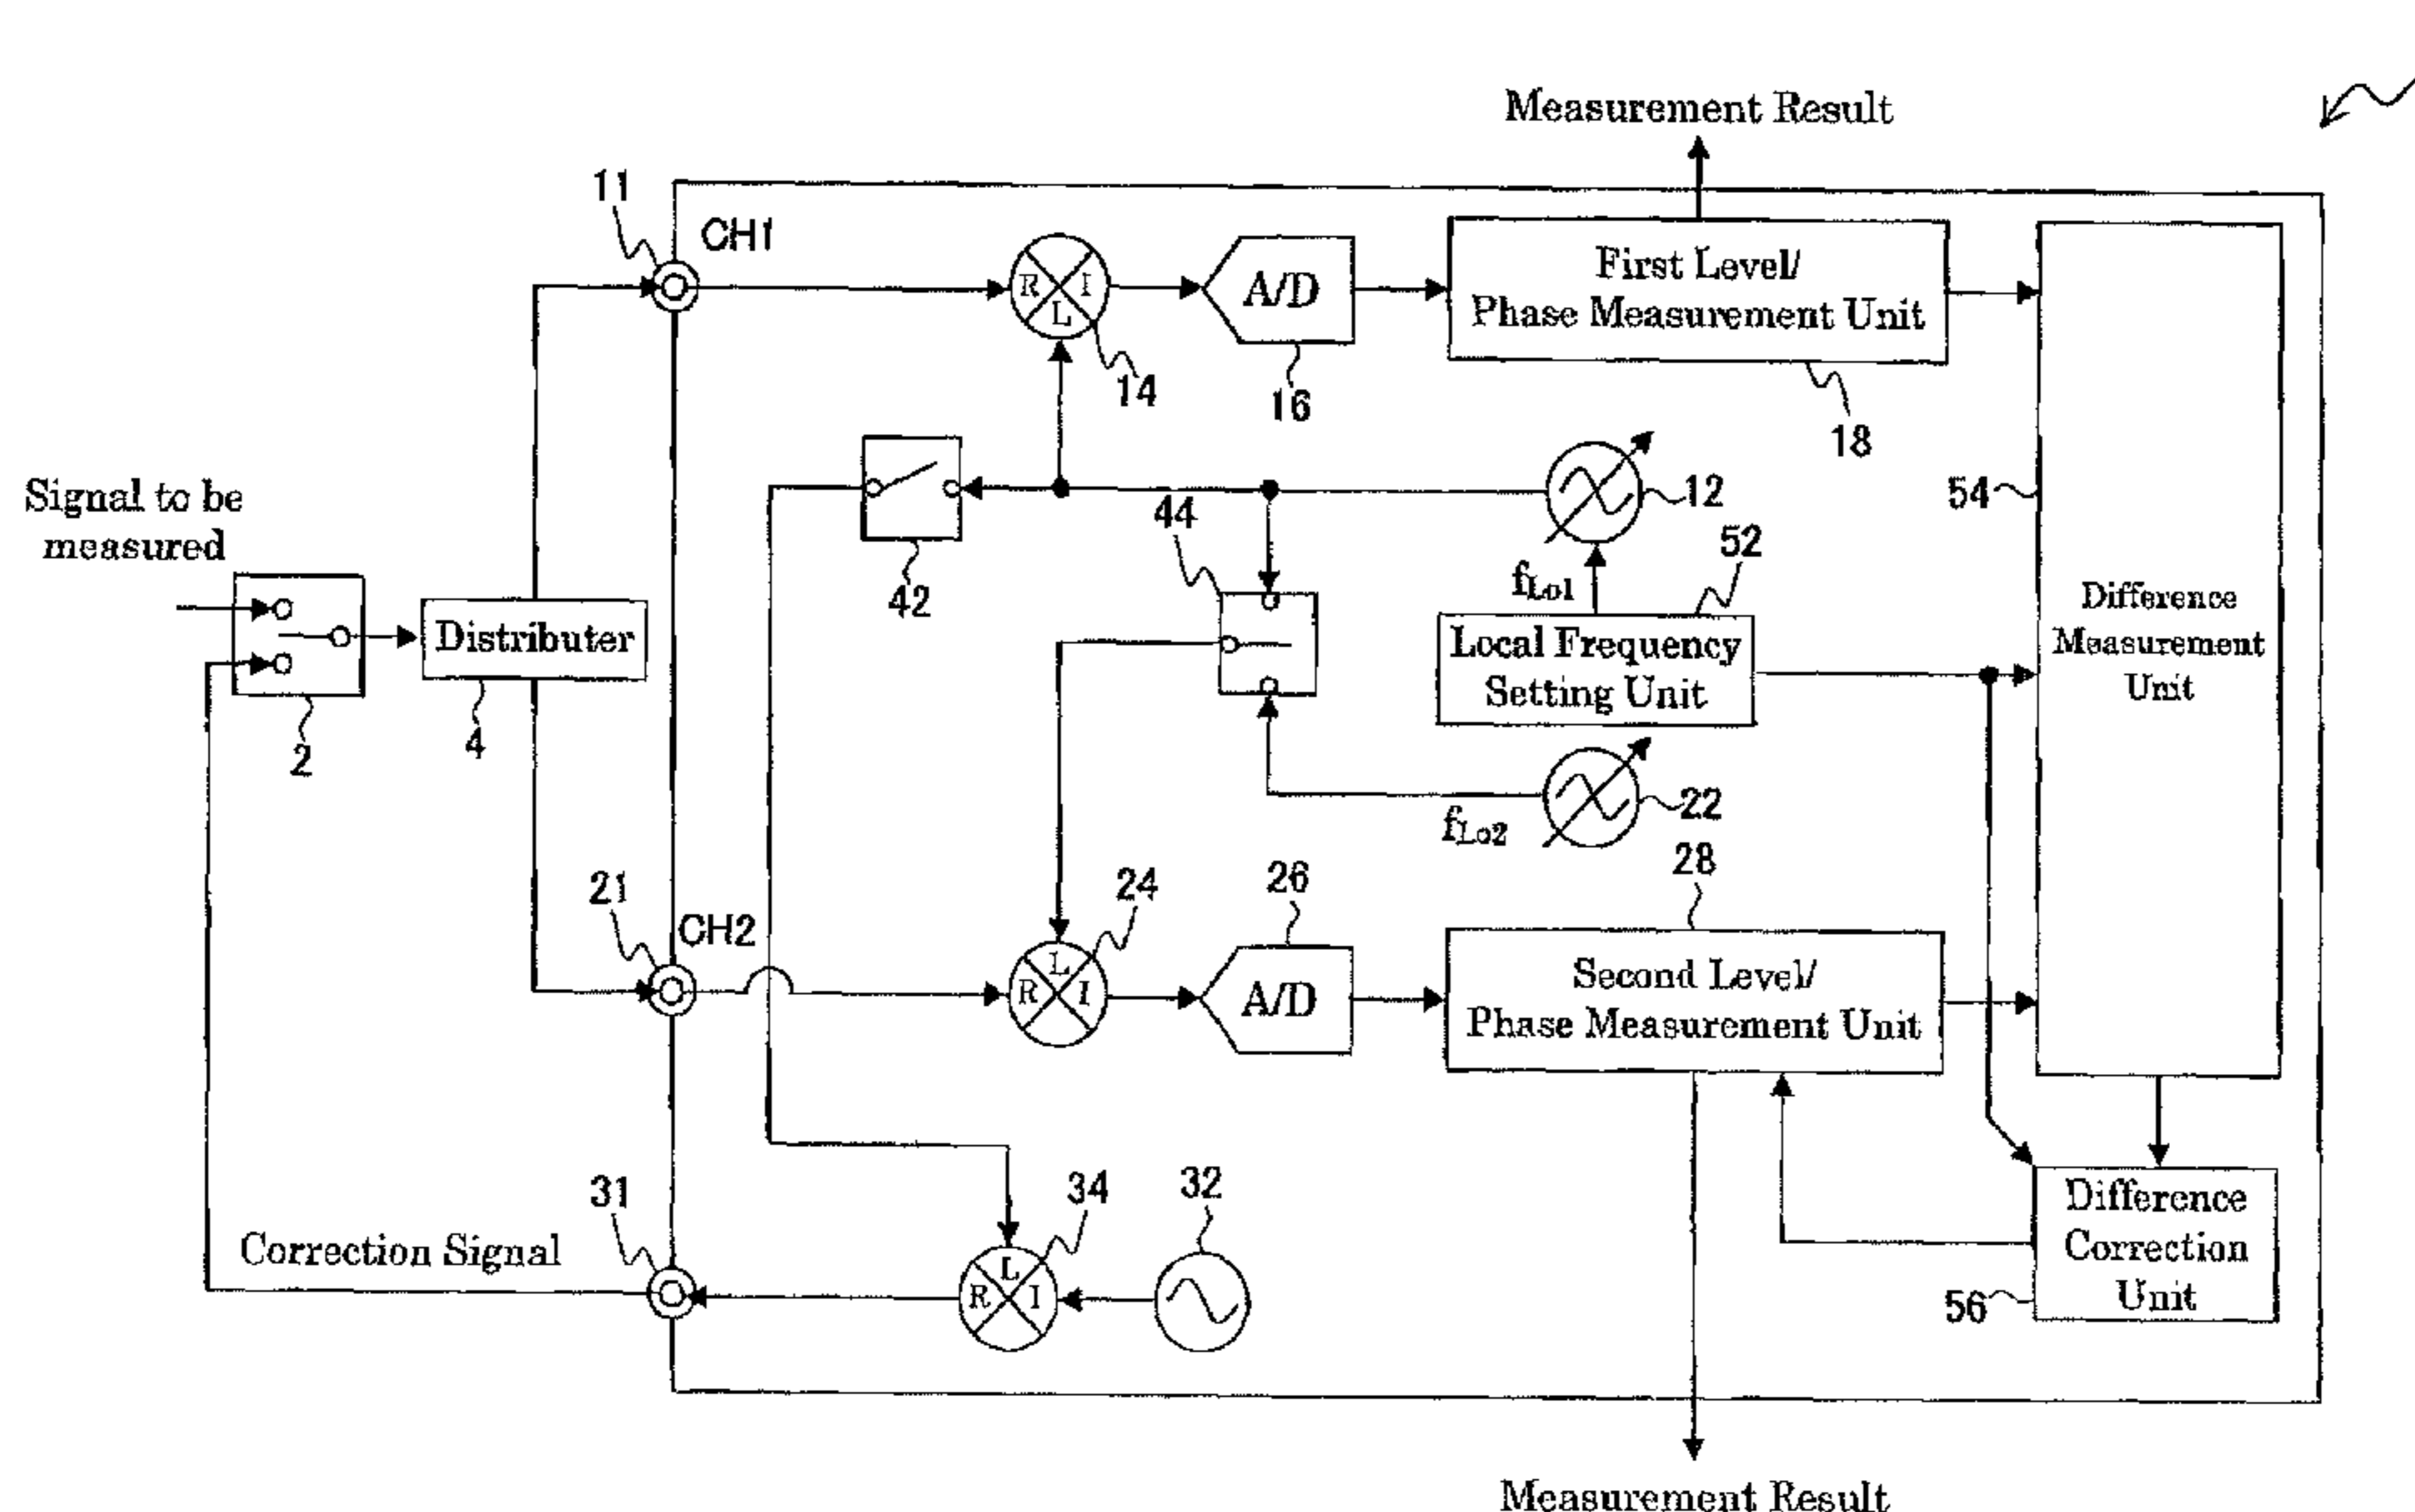 Measurement Result
11
CH1
R
I
L
14
A/D
16
First Level/
Phase Measurement Unit
18
Signal to be
measured
2
Distributer
4
42
44
12
fLo1
52
Local Frequency
Setting Unit
22
fLo2
54
Difference
Measurement
Unit
21
CH2
24
L
R
I
26
A/D
28
Second Level/
Phase Measurement Unit
31
Correction Signal
34
L
R
I
32
56
Difference
Correction
Unit
Measurement Result